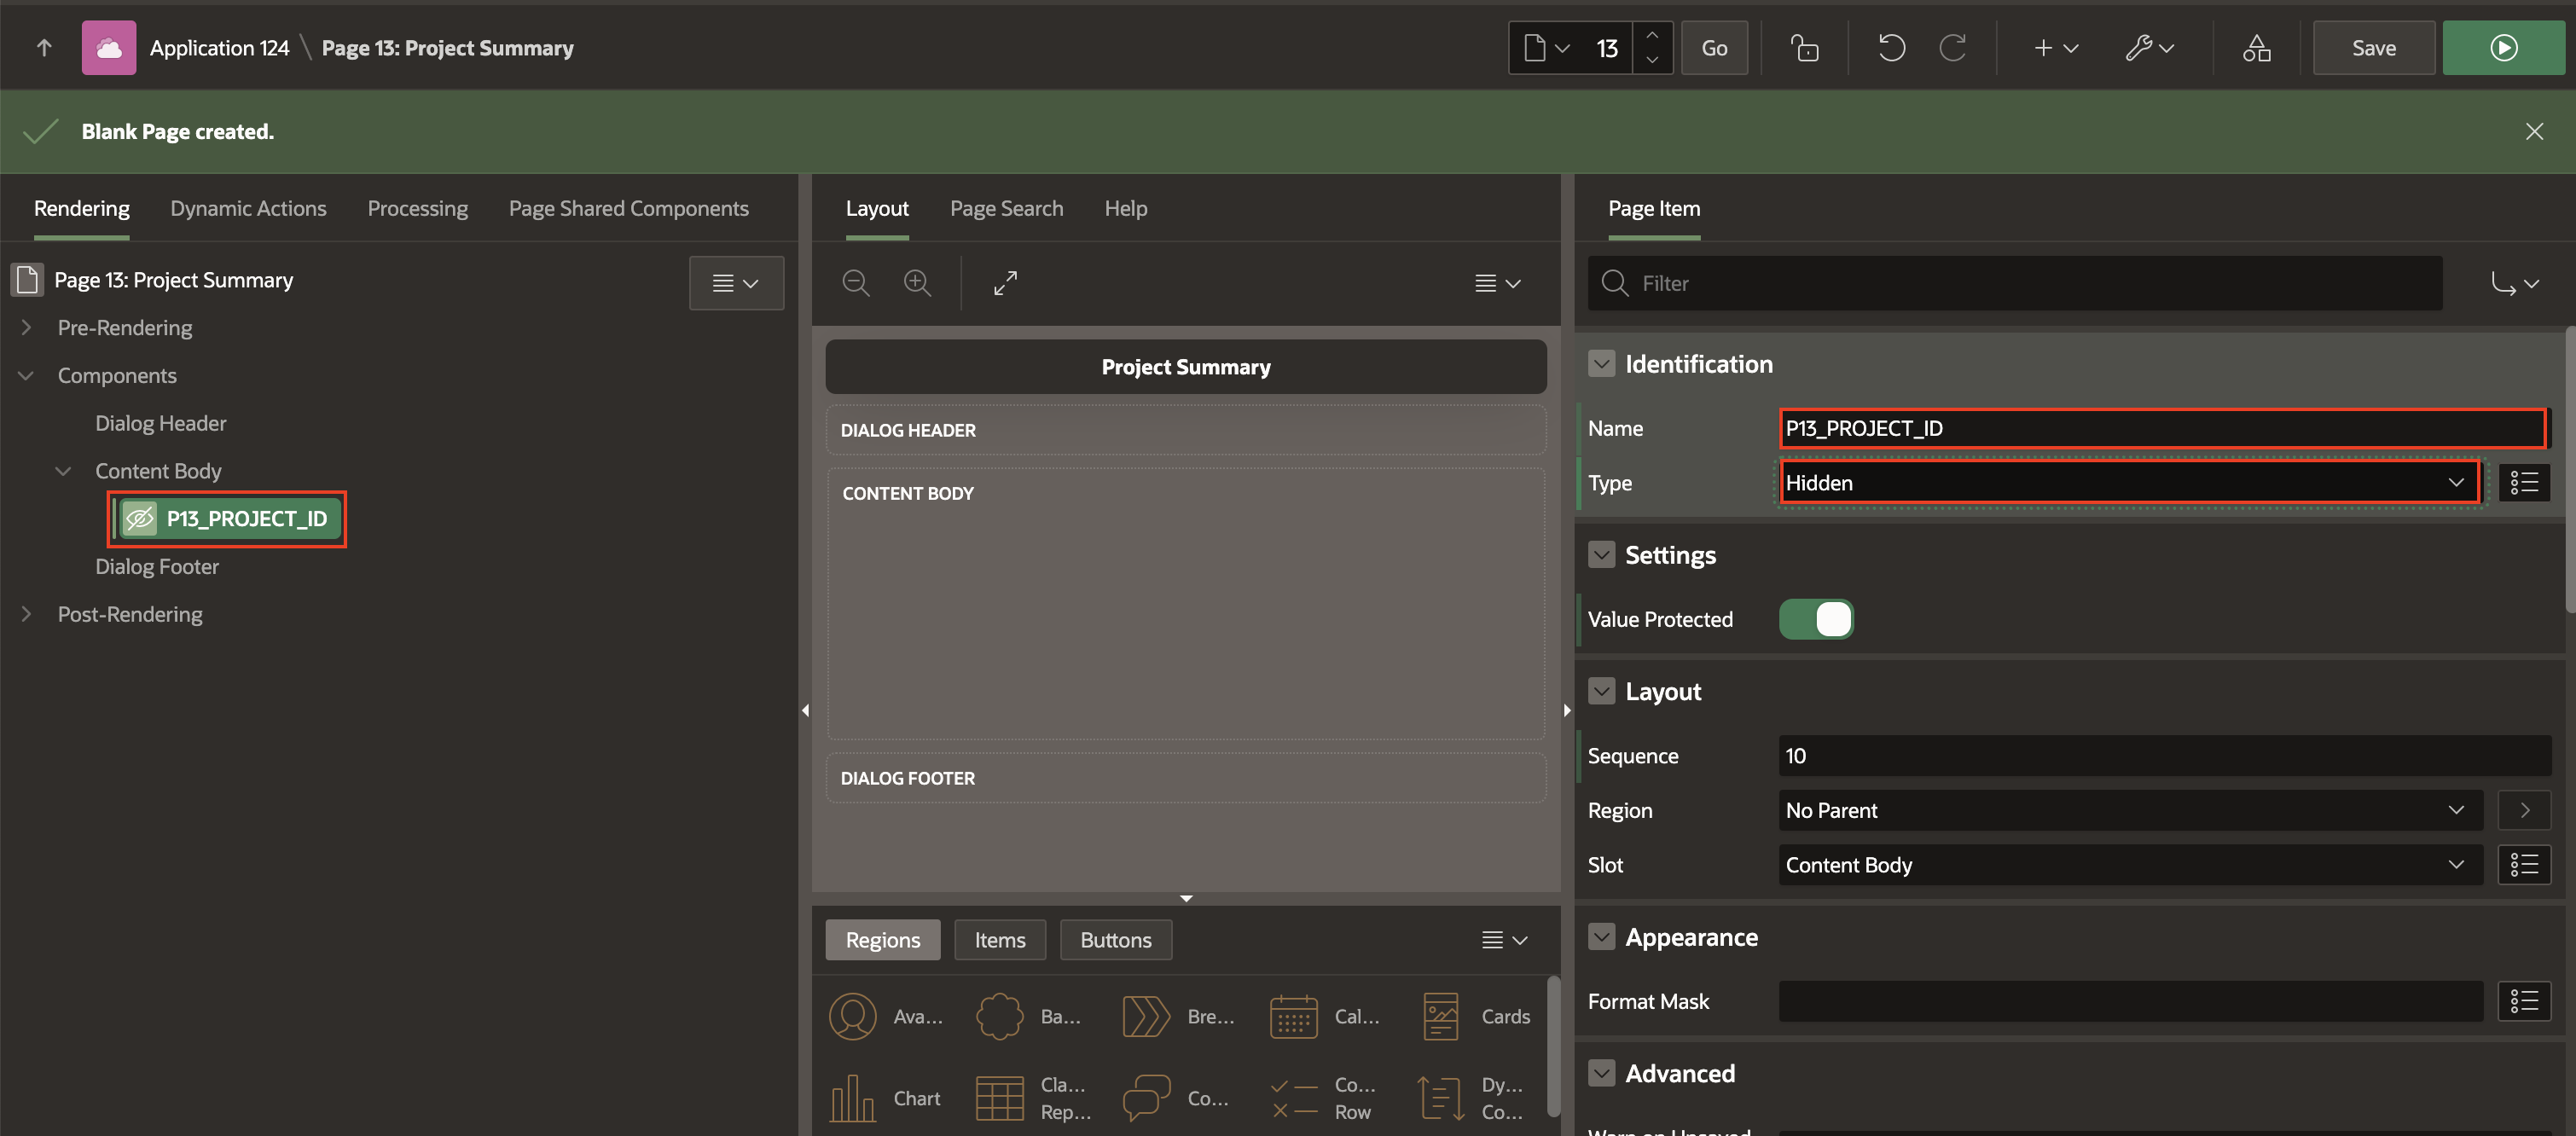 Application 124 \ Page 13: Project Summary
13
Go
Save
Blank Page created.
Rendering
Dynamic Actions
Processing
Page Shared Components
Page 13: Project Summary
Pre-Rendering
Components
Dialog Header
Content Body
P13_PROJECT_ID
Dialog Footer
Post-Rendering
Layout
Page Search
Help
Project Summary
DIALOG HEADER
CONTENT BODY
DIALOG FOOTER
Regions
Items
Buttons
Ava...
Ba...
Bre...
Cal...
Cards
Chart
Cla...
Rep...
Co...
Co...
Row
Dy...
Co...
Page Item
Filter
Identification
Name
P13_PROJECT_ID
Type
Hidden
Settings
Value Protected
Layout
Sequence
10
Region
No Parent
Slot
Content Body
Appearance
Format Mask
Advanced